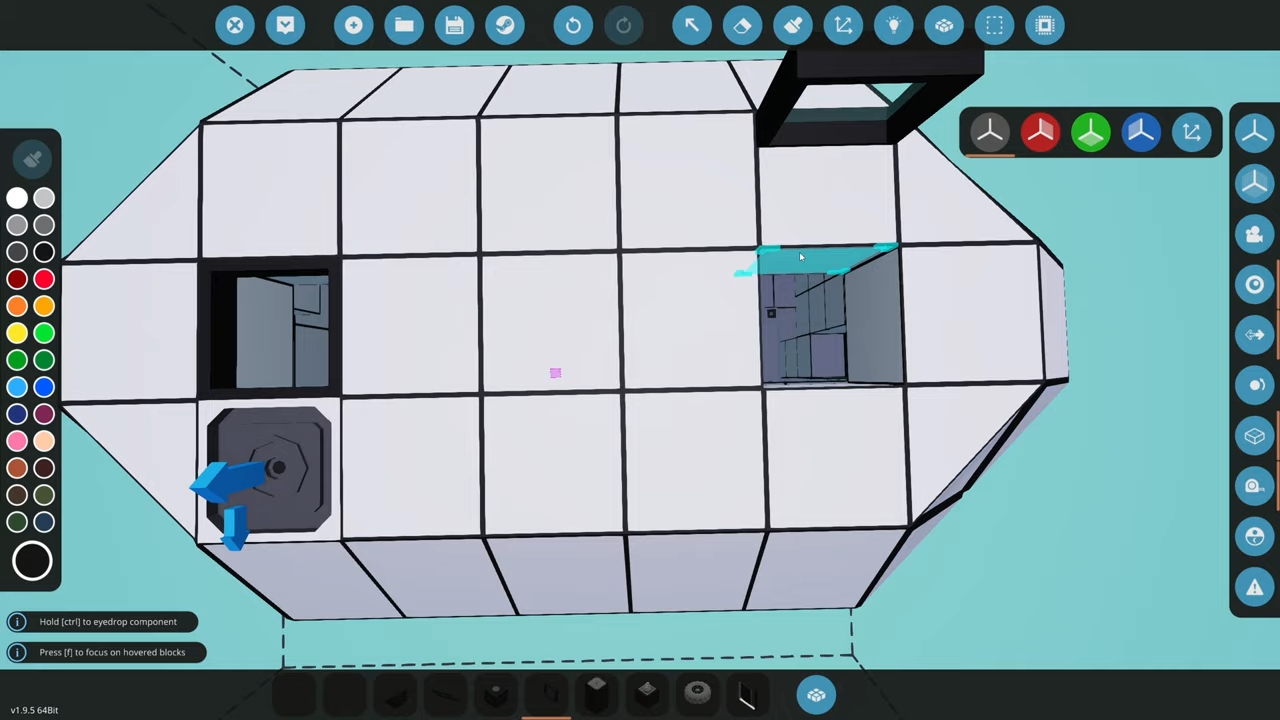 Hold [ctrl] to eyedrop component
Press [f] to focus on hovered blocks
v1.9.5 64Bit